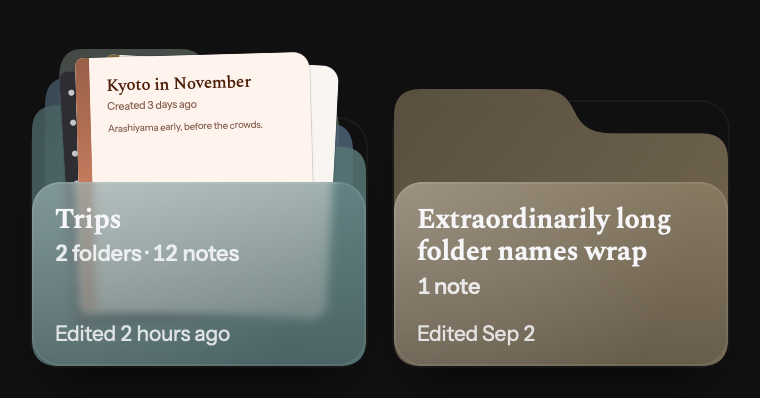 Kyoto in November
Created 3 days ago
Arashiyama early, before the crowds.
Trips
2 folders · 12 notes
Edited 2 hours ago
Extraordinarily long
folder names wrap
1 note
Edited Sep 2